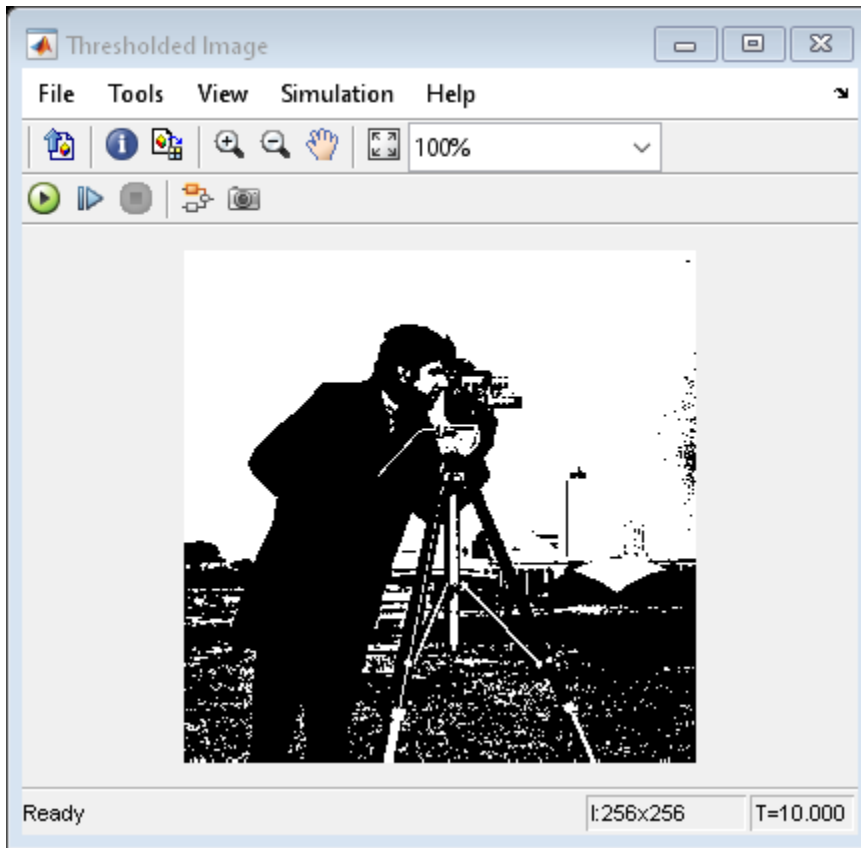 Thresholded Image
File Tools View Simulation Help
100%
Ready I:256x256 T=10.000